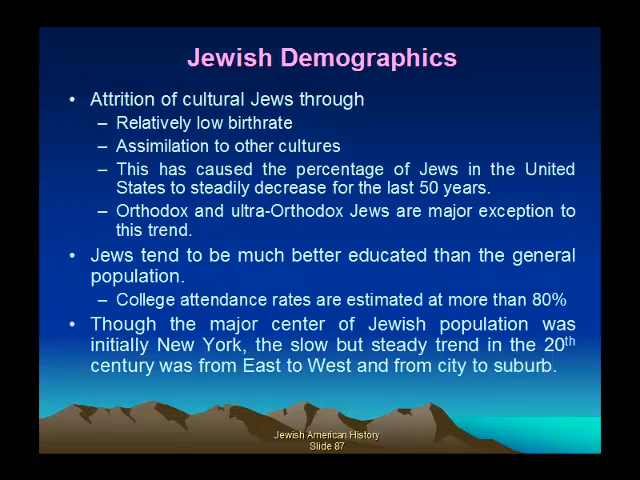 Jewish Demographics
• Attrition of cultural Jews through
– Relatively low birthrate
– Assimilation to other cultures
– This has caused the percentage of Jews in the United
States to steadily decrease for the last 50 years.
– Orthodox and ultra-Orthodox Jews are major exception to
this trend.
• Jews tend to be much better educated than the general
population.
– College attendance rates are estimated at more than 80%
• Though the major center of Jewish population was
initially New York, the slow but steady trend in the 20th
century was from East to West and from city to suburb.
Jewish American History
Slide 87